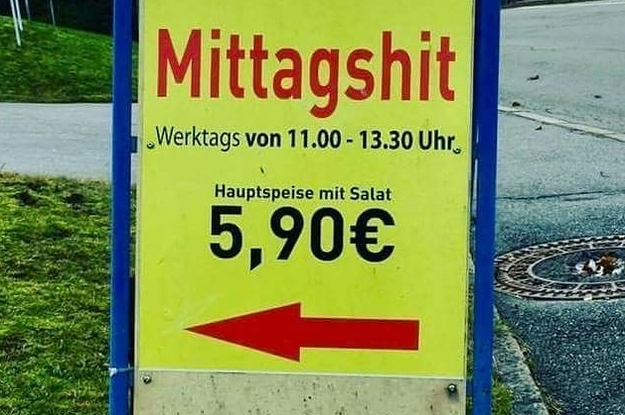 Mittagshit
Werktags von 11.00 - 13.30 Uhr
Hauptspeise mit Salat
5,90€